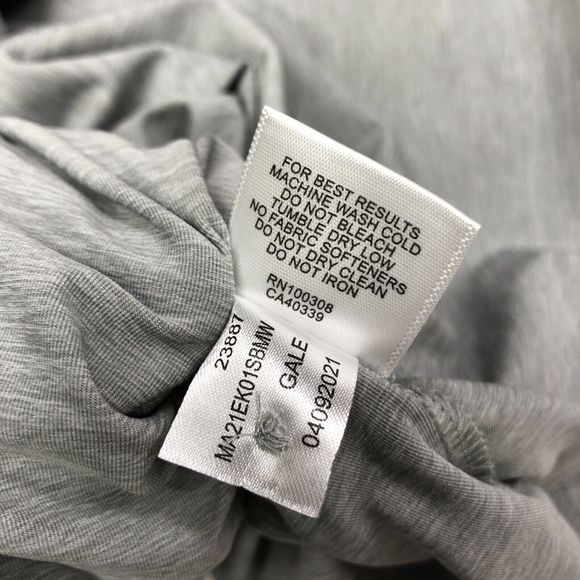 FOR BEST RESULTS
MACHINE WASH COLD
DO NOT BLEACH
TUMBLE DRY LOW
NO FABRIC SOFTENERS
DO NOT DRY CLEAN
DO NOT IRON
RN100308
CA40339
23887
MA21EK01SBMW
GALE
04092021